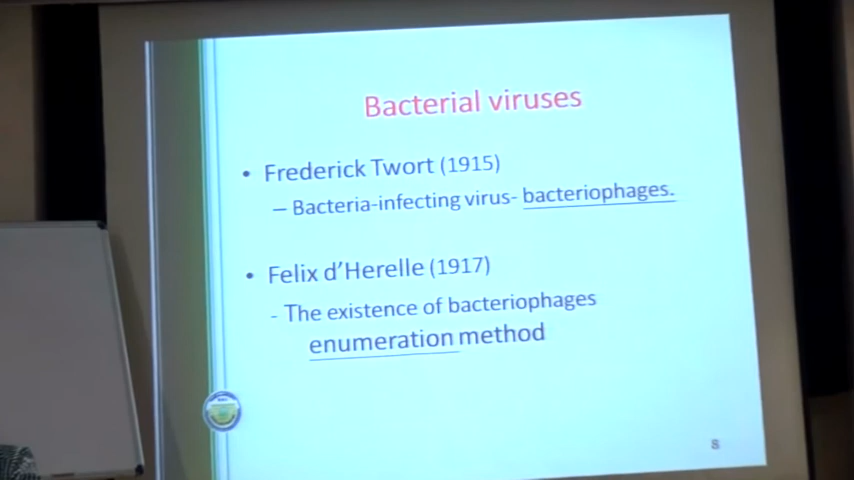 Bacterial viruses
• Frederick Twort (1915)
– Bacteria-infecting virus- bacteriophages.
• Felix d'Herelle (1917)
- The existence of bacteriophages
enumeration method
8